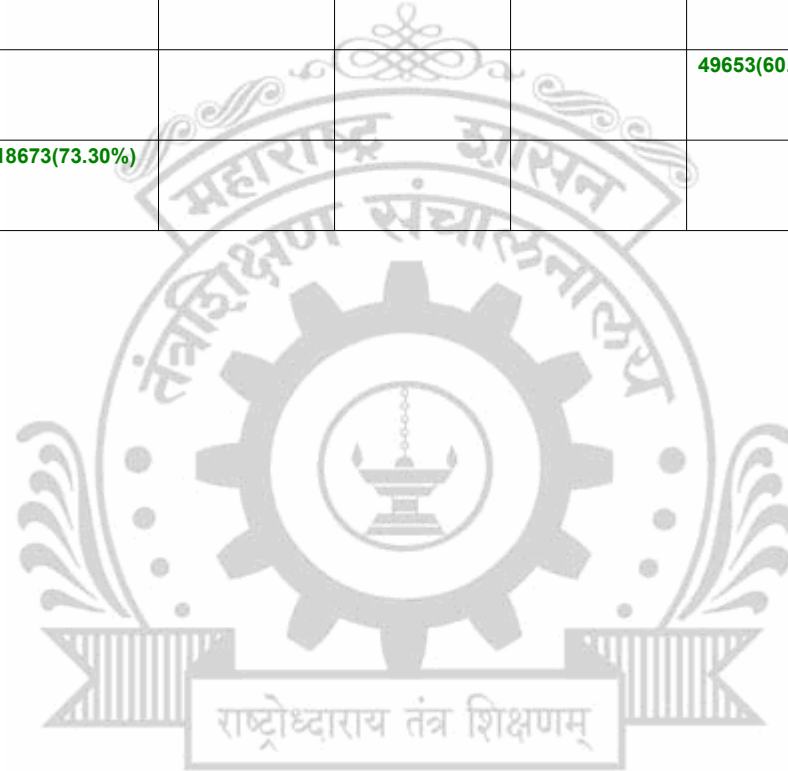 49653(60.
18673(73.30%)
महाराष्ट्र शासन
तंत्रशिक्षण संचालनालय
राष्ट्रोध्दाराय तंत्र शिक्षणम्